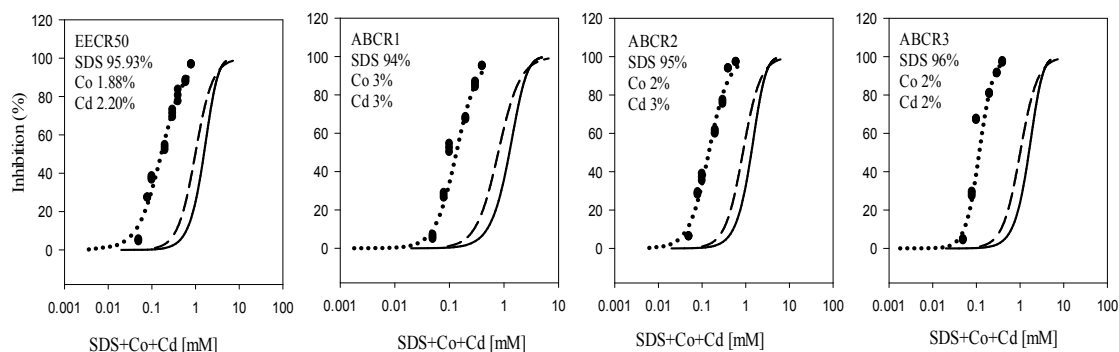 120
100
80
60
40
20
0
Inhibition (%)
EECR50
SDS 95.93%
Co 1.88%
Cd 2.20%
0.001 0.01 0.1 1 10 100
SDS+Co+Cd [mM]
120
100
80
60
40
20
0
ABCR1
SDS 94%
Co 3%
Cd 3%
0.001 0.01 0.1 1 10
SDS+Co+Cd [mM]
120
100
80
60
40
20
0
ABCR2
SDS 95%
Co 2%
Cd 3%
0.001 0.01 0.1 1 10 100
SDS+Co+Cd [mM]
120
100
80
60
40
20
0
ABCR3
SDS 96%
Co 2%
Cd 2%
0.001 0.01 0.1 1 10 100
SDS+Co+Cd [mM]